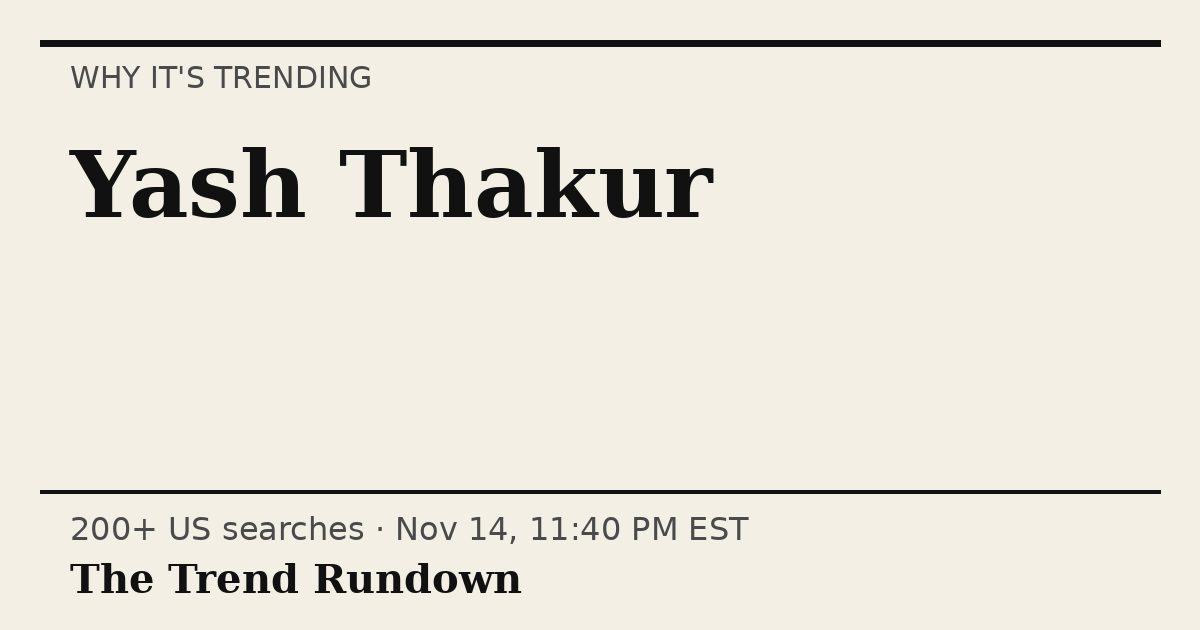 WHY IT'S TRENDING
Yash Thakur
200+ US searches · Nov 14, 11:40 PM EST
The Trend Rundown